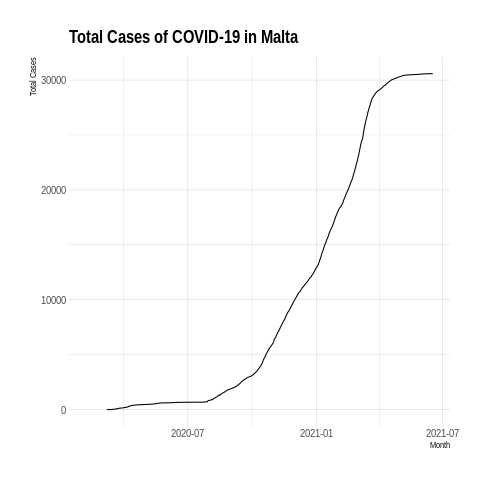 Total Cases of COVID-19 in Malta
Total Cases
30000
20000
10000
0
2020-07
2021-01
2021-07
Month